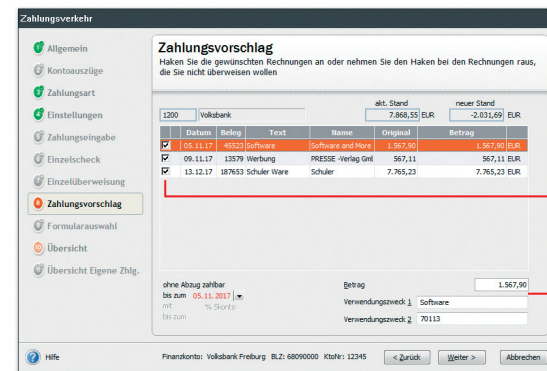 Zahlungsverkehr
Allgemein
Kontoauszüge
Zahlungsart
Einstellungen
Zahlungseingabe
Einzelscheck
Einzelüberweisung
Zahlungsvorschlag
Formularauswahl
Übersicht
Übersicht Eigene Zhlg.
Zahlungsvorschlag
Haken Sie die gewünschten Rechnungen an oder nehmen Sie den Haken bei den Rechnungen raus,
die Sie nicht überweisen wollen
akt. Stand neuer Stand
1200 Volksbank 7.868,55 EUR -2.031,69 EUR
Datum Beleg Text Name Original Betrag
05.11.17 45523 Software Software and More 1.567,90 1.567,90 EUR
09.11.17 13579 Werbung PRESSE -Verlag Gml 567,11 567,11 EUR
13.12.17 187653 Schuler Ware Schuler 7.765,23 7.765,23 EUR
ohne Abzug zahlbar Betrag 1.567,90
bis zum 05.11.2017
mit % Skonto Verwendungszweck 1 Software
bis zum Verwendungszweck 2 70113
Hilfe Finanzkonto: Volksbank Freiburg BLZ: 68090000 KtoNr: 12345 < Zurück Weiter > Abbrechen